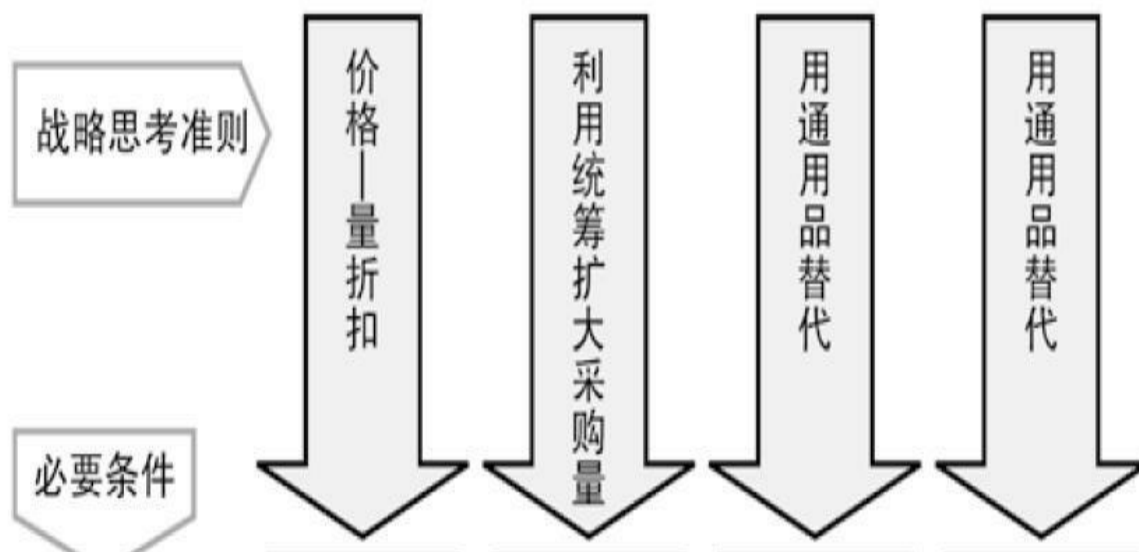 战略思考准则
价格—量折扣
利用统筹扩大采购量
用通用品替代
用通用品替代
必要条件